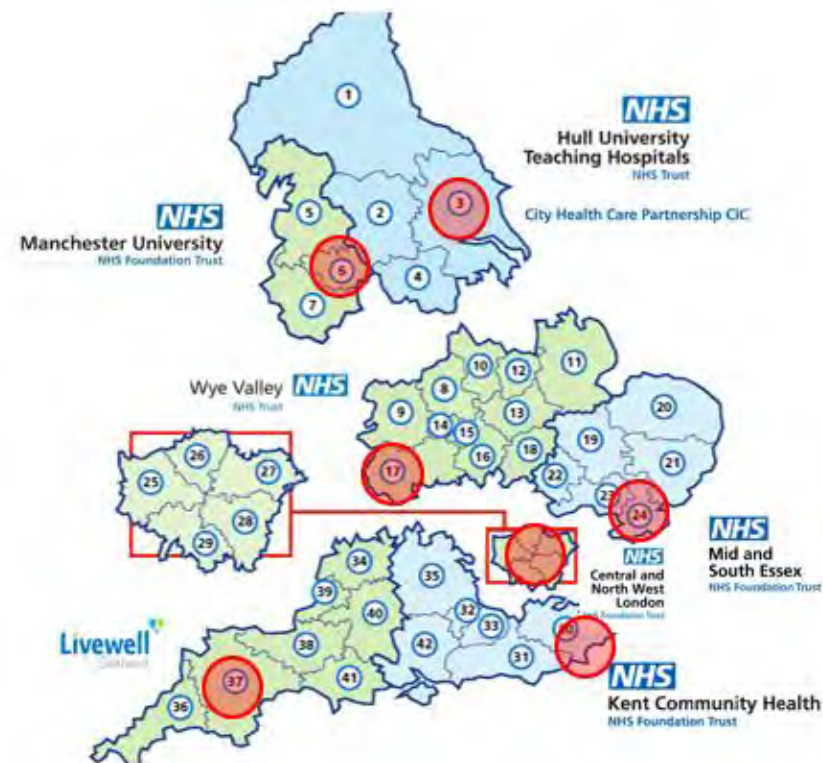 1
NHS
Hull University
Teaching Hospitals
NHS Trust
3
City Health Care Partnership CIC
5
2
NHS
Manchester University
NHS Foundation Trust
6
4
7
Wye Valley NHS
NHS Trust
10
12
11
8
9
13
20
14
15
19
16
18
21
17
22
23
24
26
25
27
28
29
NHS
Mid and
South Essex
NHS Foundation Trust
NHS
Central and
North West
London
NHS Foundation Trust
34
35
39
40
32
33
Livewell
38
42
31
37
41
36
NHS
Kent Community Health
NHS Foundation Trust